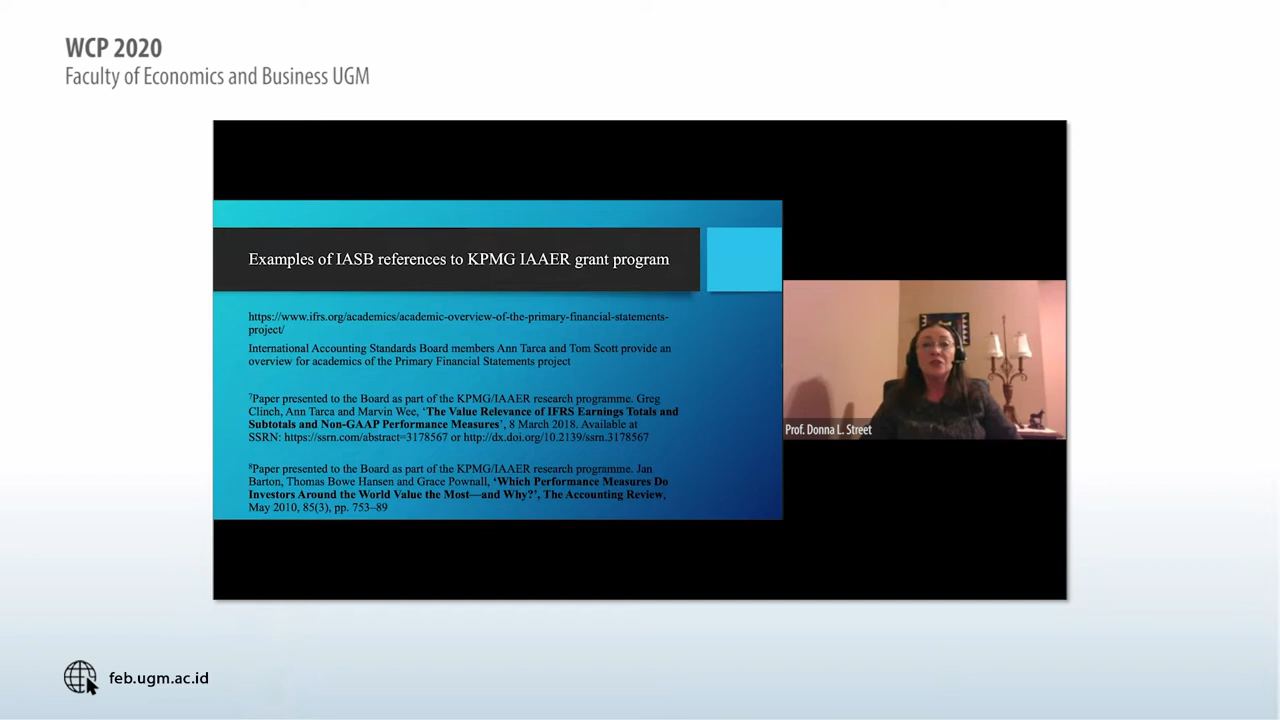 WCP 2020
Faculty of Economics and Business UGM
Examples of IASB references to KPMG IAAER grant program
https://www.ifrs.org/academics/academic-overview-of-the-primary-financial-statements-
project/
International Accounting Standards Board members Ann Tarca and Tom Scott provide an
overview for academics of the Primary Financial Statements project
⁷Paper presented to the Board as part of the KPMG/IAAER research programme. Greg
Clinch, Ann Tarca and Marvin Wee, ‘The Value Relevance of IFRS Earnings Totals and
Subtotals and Non-GAAP Performance Measures’, 8 March 2018. Available at
SSRN: https://ssrn.com/abstract=3178567 or http://dx.doi.org/10.2139/ssrn.3178567
⁸Paper presented to the Board as part of the KPMG/IAAER research programme. Jan
Barton, Thomas Bowe Hansen and Grace Pownall, ‘Which Performance Measures Do
Investors Around the World Value the Most—and Why?’, The Accounting Review,
May 2010, 85(3), pp. 753–89
Prof. Donna L. Street
feb.ugm.ac.id